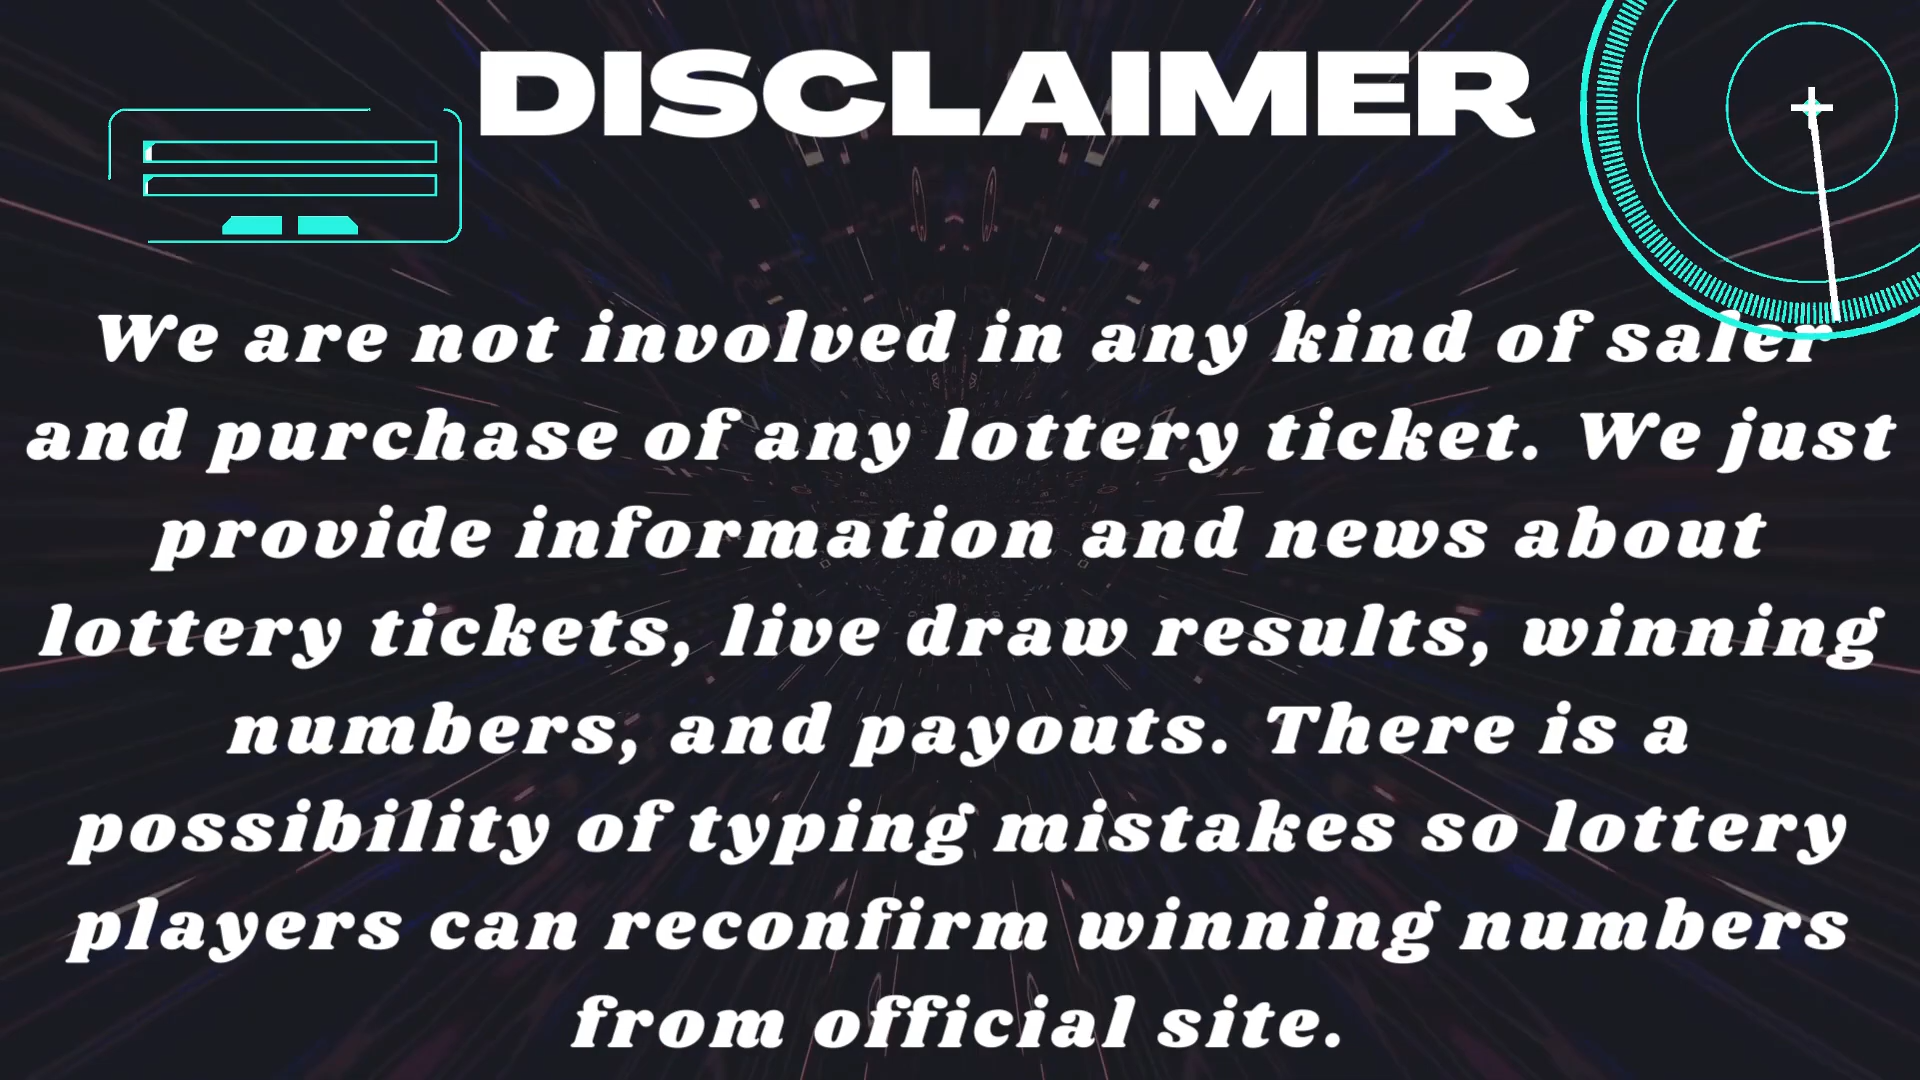 DISCLAIMER
We are not involved in any kind of saler
and purchase of any lottery ticket. We just
provide information and news about
lottery tickets, live draw results, winning
numbers, and payouts. There is a
possibility of typing mistakes so lottery
players can reconfirm winning numbers
from official site.